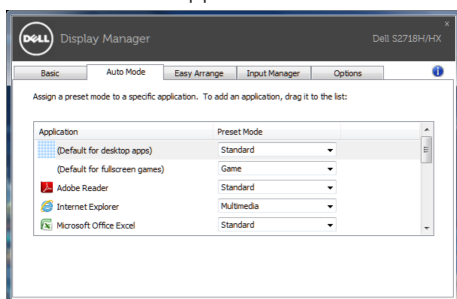 DELL Display Manager Dell S2718H/HX
Basic Auto Mode Easy Arrange Input Manager Options
Assign a preset mode to a specific application. To add an application, drag it to the list:
Application Preset Mode
(Default for desktop apps) Standard
(Default for fullscreen games) Game
Adobe Reader Standard
Internet Explorer Multimedia
Microsoft Office Excel Standard